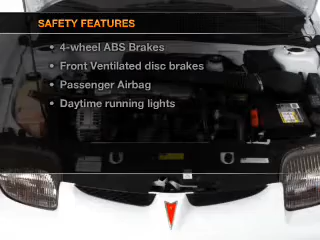 SAFETY FEATURES
• 4-wheel ABS Brakes
• Front Ventilated disc brakes
• Passenger Airbag
• Daytime running lights